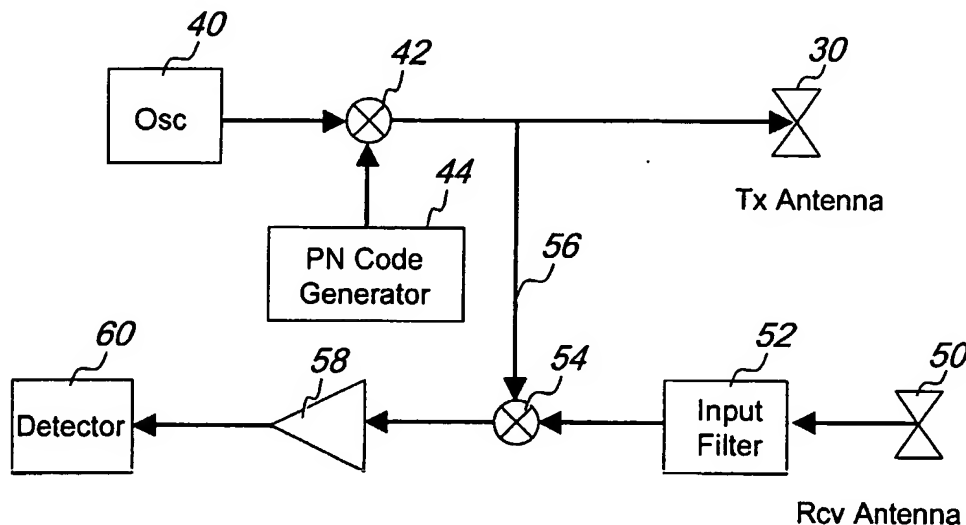 40
Osc
42
30
Tx Antenna
44
PN Code
Generator
56
60
Detector
58
54
52
Input
Filter
50
Rcv Antenna